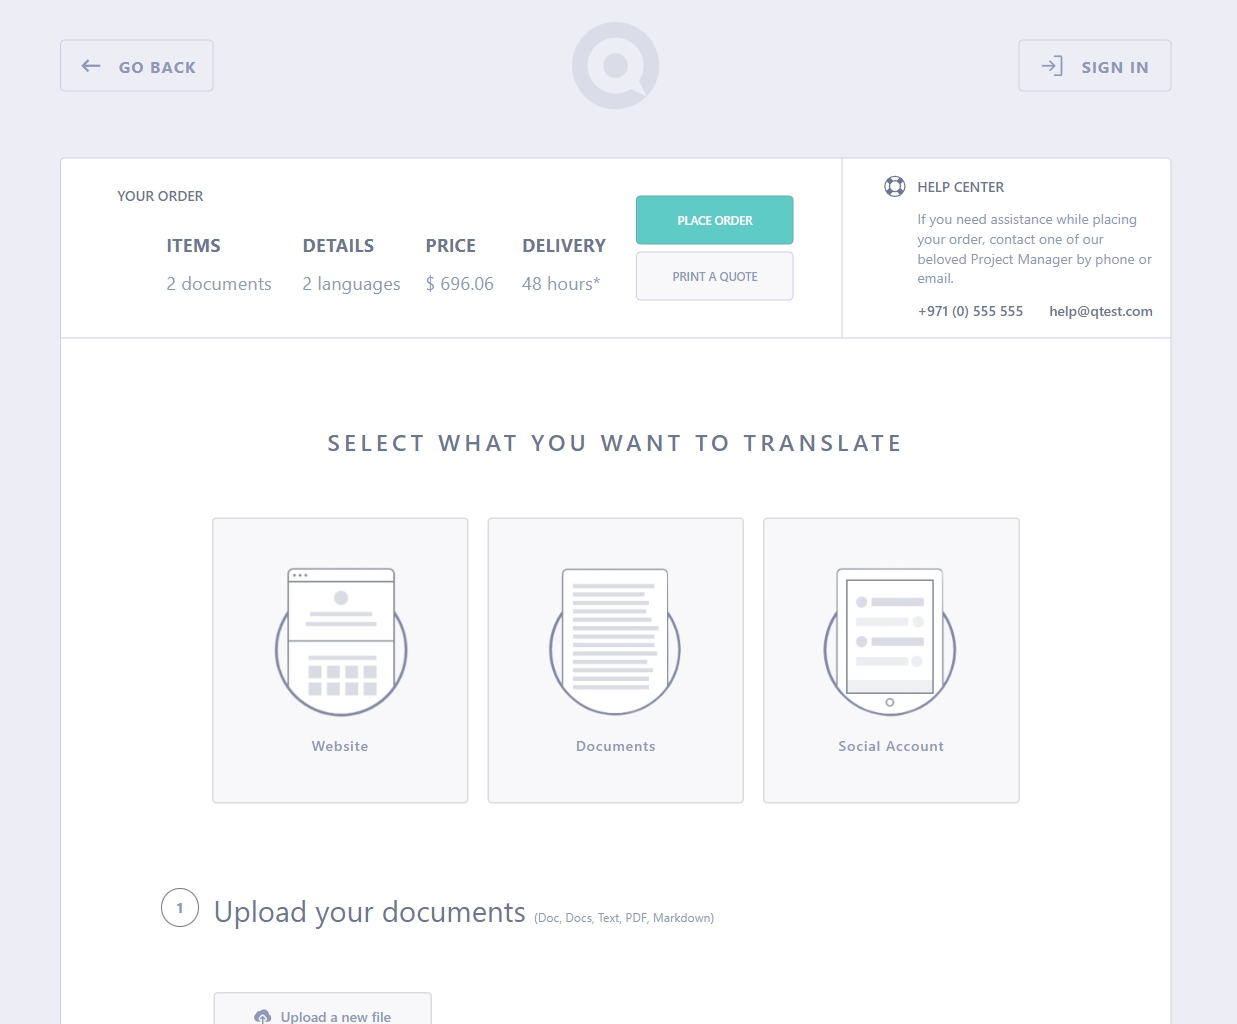 GO BACK
SIGN IN
YOUR ORDER
ITEMS DETAILS PRICE DELIVERY
2 documents 2 languages $ 696.06 48 hours*
PLACE ORDER
PRINT A QUOTE
HELP CENTER
If you need assistance while placing
your order, contact one of our
beloved Project Manager by phone or
email.
+971 (0) 555 555 help@qtest.com
SELECT WHAT YOU WANT TO TRANSLATE
Website
Documents
Social Account
1 Upload your documents (Doc, Docs, Text, PDF, Markdown)
Upload a new file